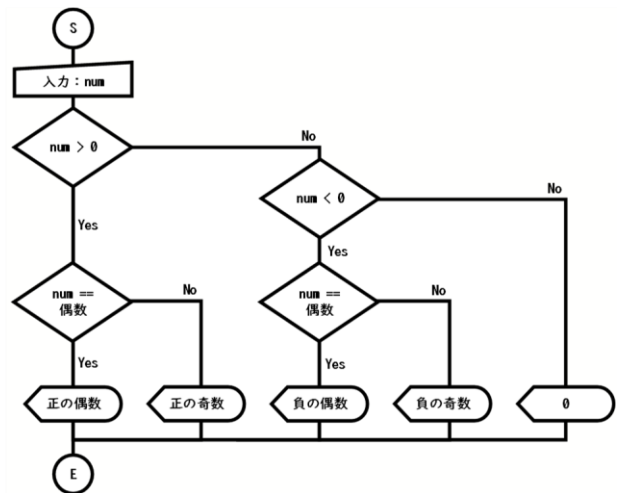 S
入力：num
num > 0
No
num < 0
No
Yes
Yes
num ==
偶数
No
num ==
偶数
No
Yes
Yes
正の偶数
正の奇数
負の偶数
負の奇数
0
E